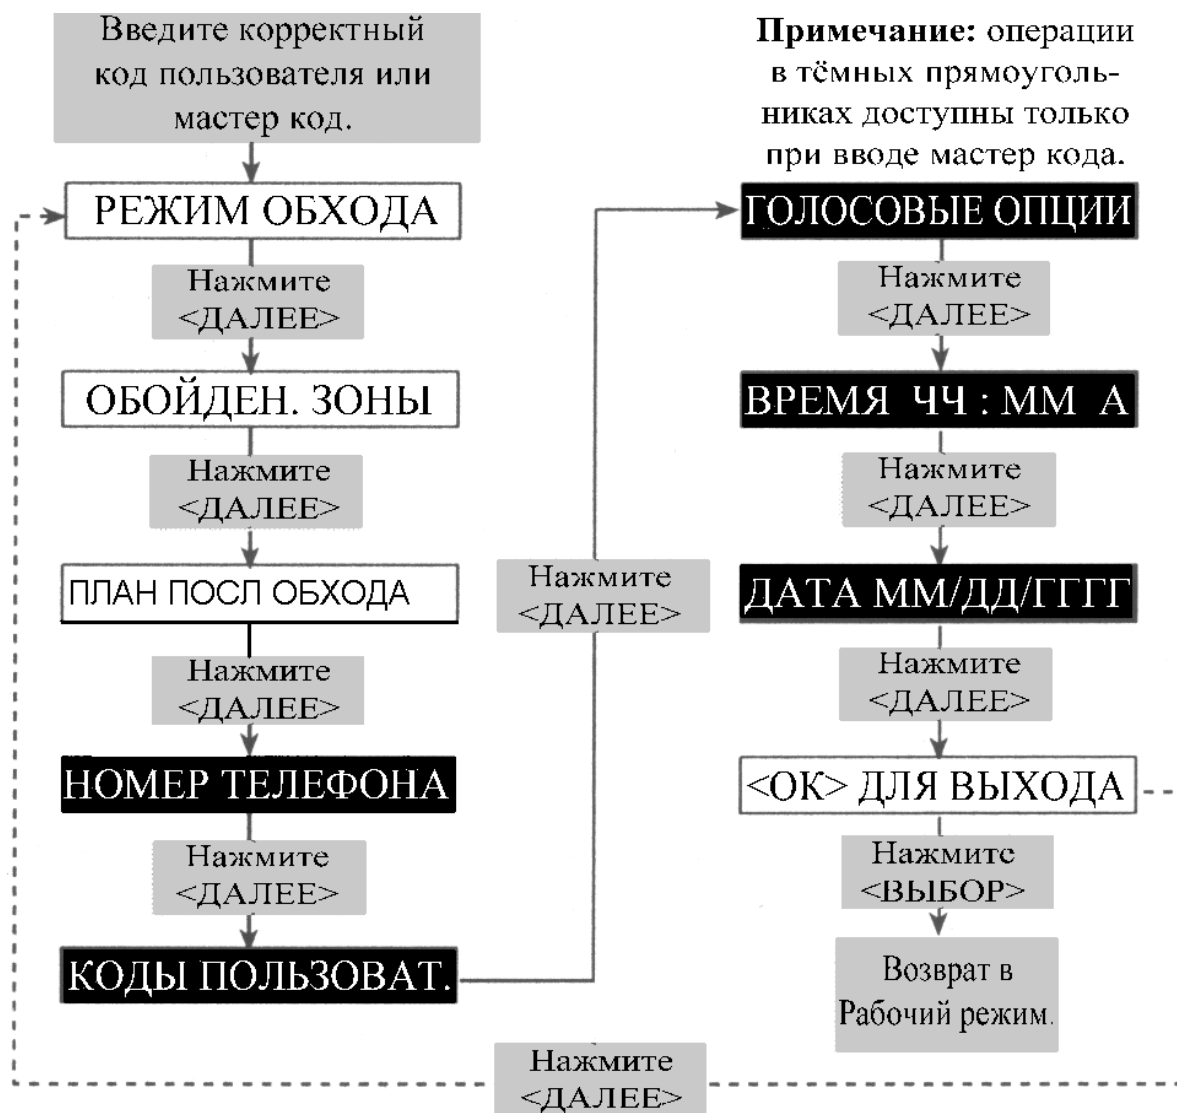 Введите корректный
код пользователя или
мастер код.
РЕЖИМ ОБХОДА
Нажмите
<ДАЛЕЕ>
ОБОЙДЕН. ЗОНЫ
Нажмите
<ДАЛЕЕ>
ПЛАН ПОСЛ ОБХОДА
Нажмите
<ДАЛЕЕ>
НОМЕР ТЕЛЕФОНА
Нажмите
<ДАЛЕЕ>
КОДЫ ПОЛЬЗОВАТ.
Нажмите
<ДАЛЕЕ>
Примечание: операции
в тёмных прямоуголь-
никах доступны только
при вводе мастер кода.
ГОЛОСОВЫЕ ОПЦИИ
Нажмите
<ДАЛЕЕ>
ВРЕМЯ ЧЧ : ММ А
Нажмите
<ДАЛЕЕ>
ДАТА ММ/ДД/ГГГГ
Нажмите
<ДАЛЕЕ>
<ОК> ДЛЯ ВЫХОДА
Нажмите
<ВЫБОР>
Возврат в
Рабочий режим.
Нажмите
<ДАЛЕЕ>